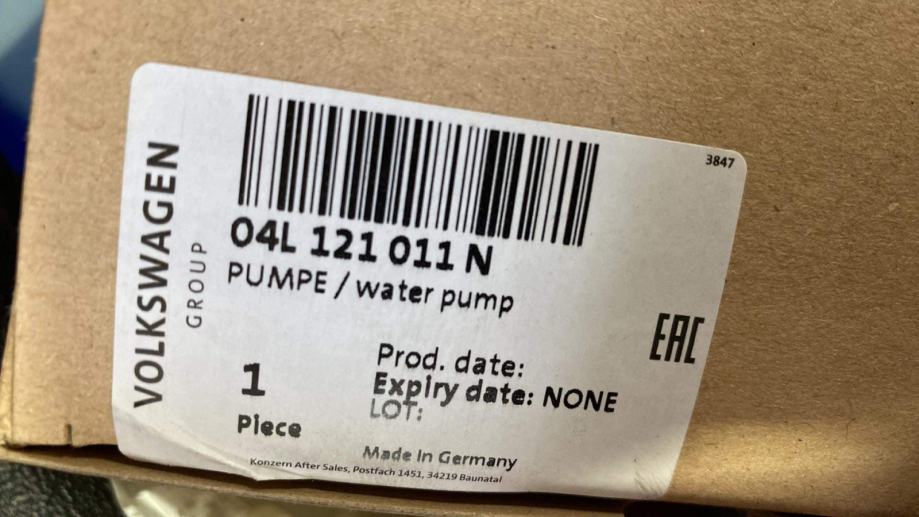 VOLKSWAGEN
GROUP
3847
04L 121 011 N
PUMPE / water pump
EAC
1
Piece
Prod. date:
Expiry date: NONE
LOT:
Made In Germany
Konzern After Sales, Postfach 1451, 34219 Baunatal